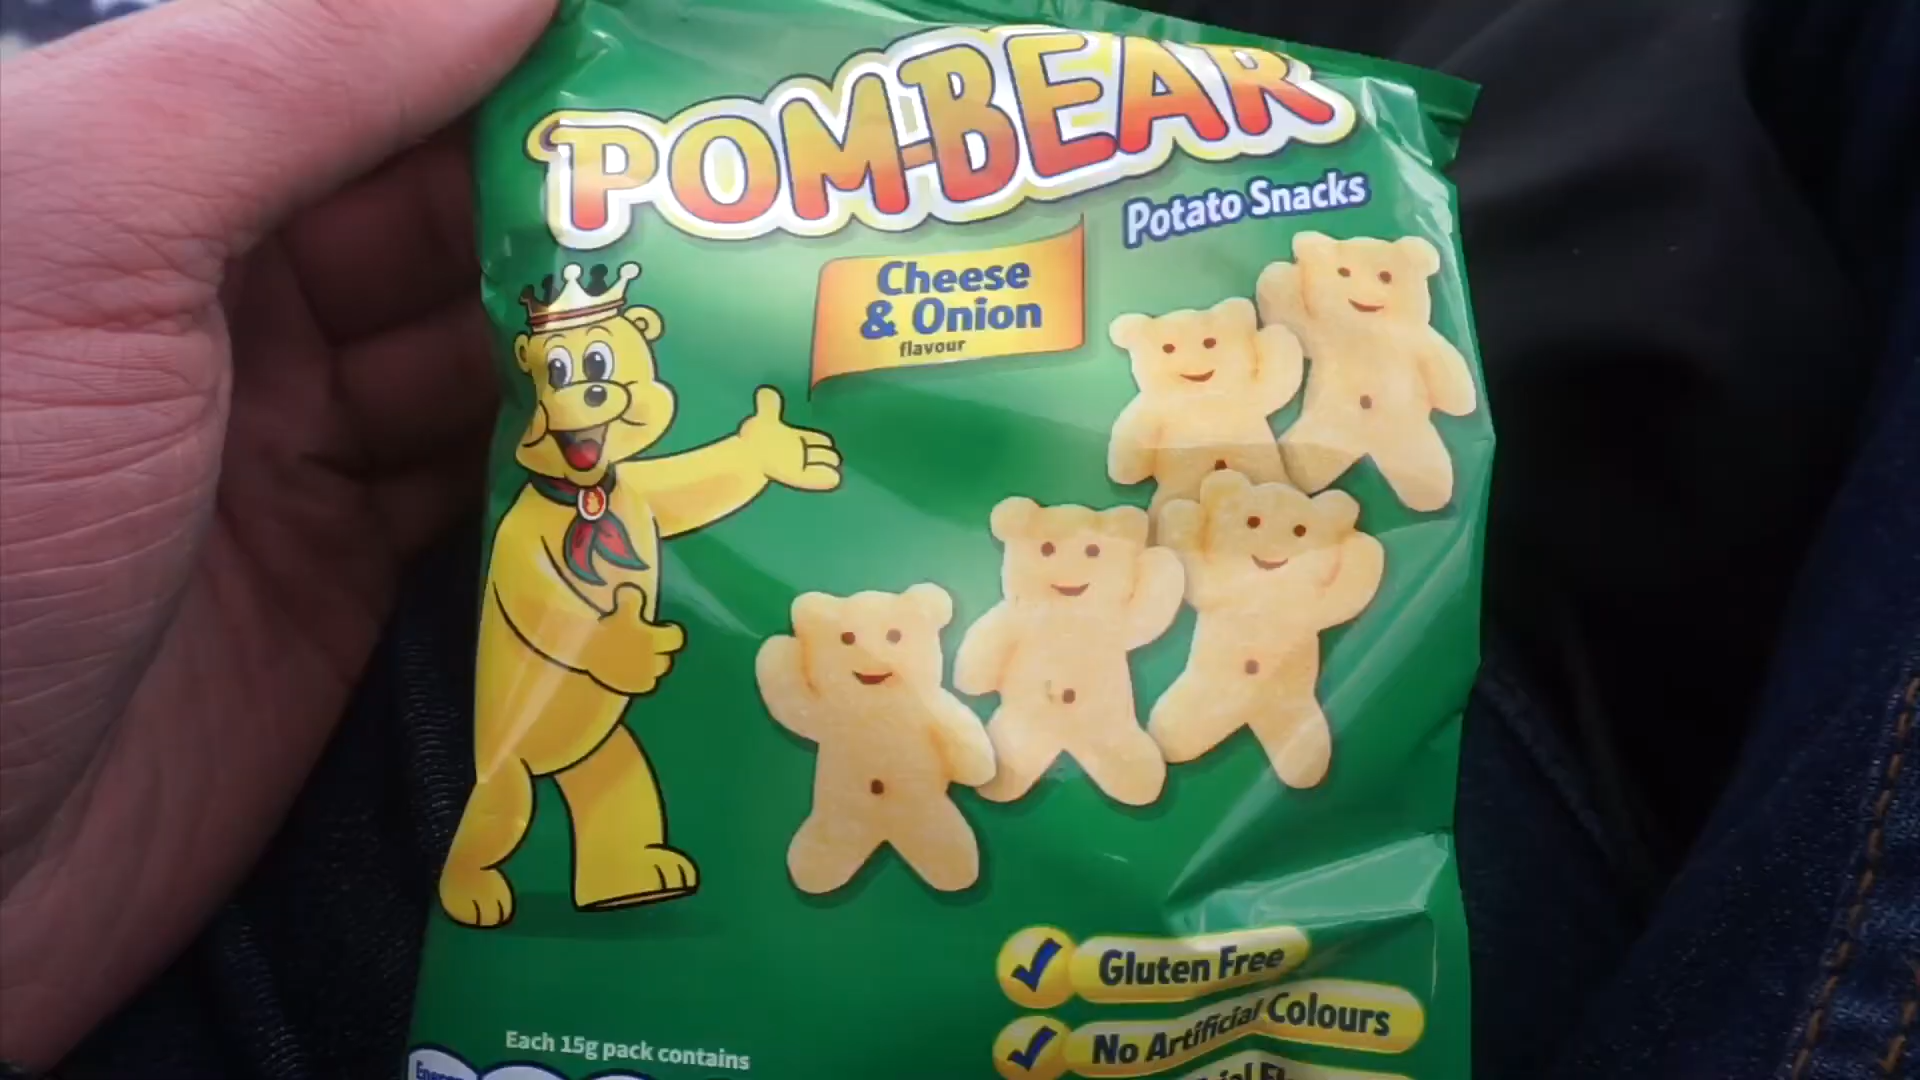 POM-BEAR
Potato Snacks
Cheese
& Onion
flavour
Gluten Free
No Artificial Colours
Each 15g pack contains